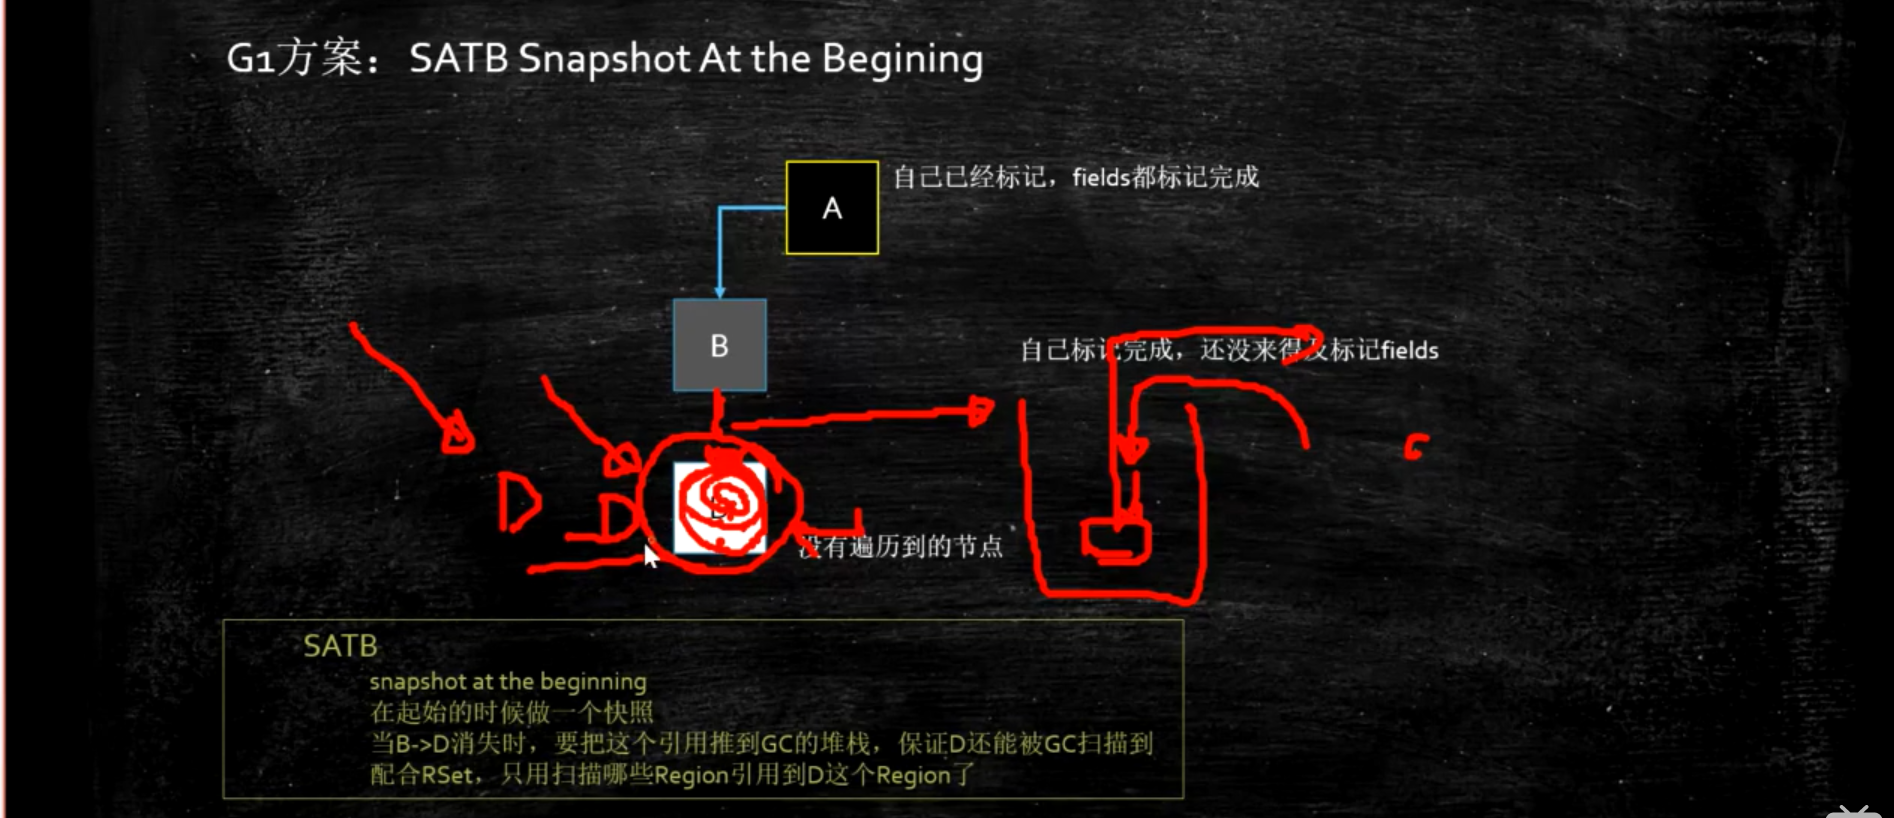 G1方案：SATB Snapshot At the Begining
自己已经标记，fields都标记完成
A
B
自己标记完成，还没来得及标记fields
D
D
D
没有遍历到的节点
SATB
snapshot at the beginning
在起始的时候做一个快照
当B->D消失时，要把这个引用推到GC的堆栈，保证D还能被GC扫描到
配合RSet，只用扫描哪些Region引用到D这个Region了